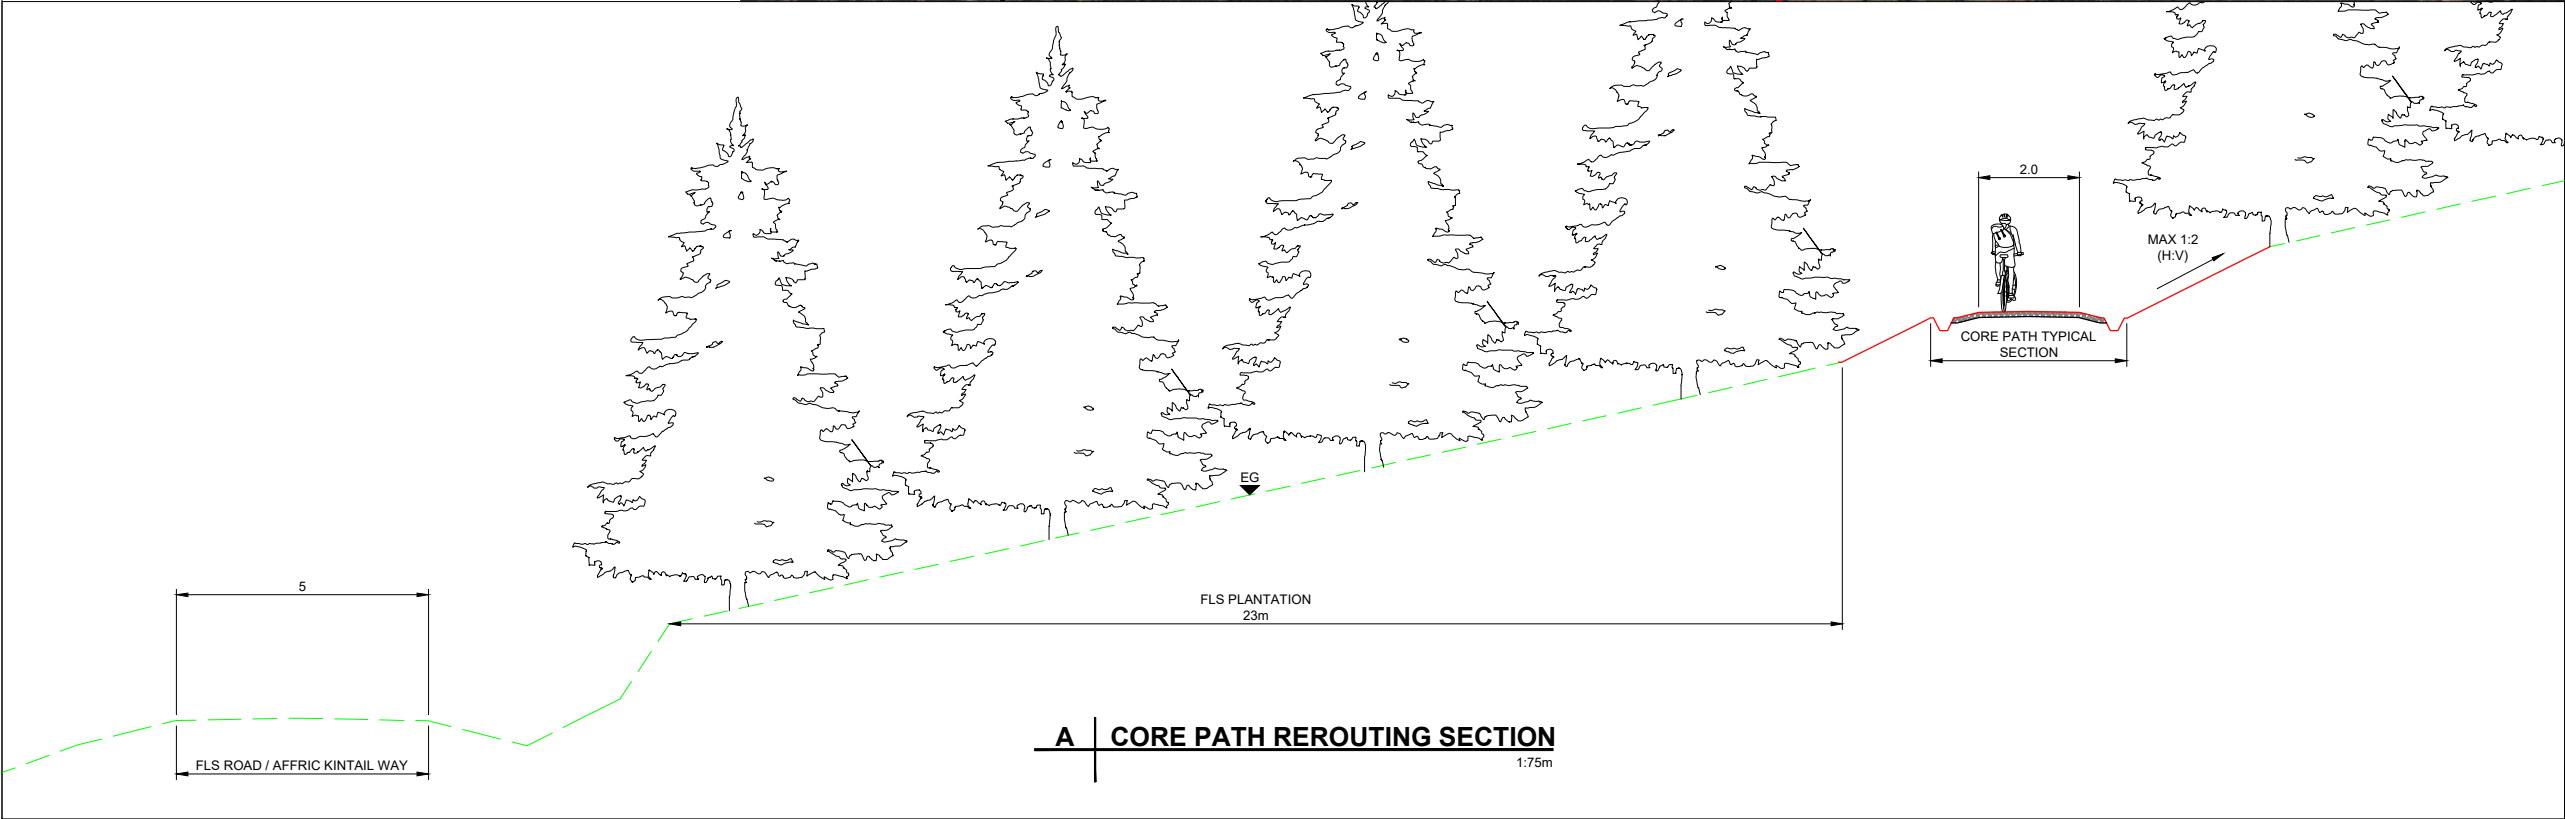 2.0
MAX 1:2
(H:V)
CORE PATH TYPICAL
SECTION
EG
5
FLS PLANTATION
23m
FLS ROAD / AFFRIC KINTAIL WAY
A CORE PATH REROUTING SECTION
1:75m